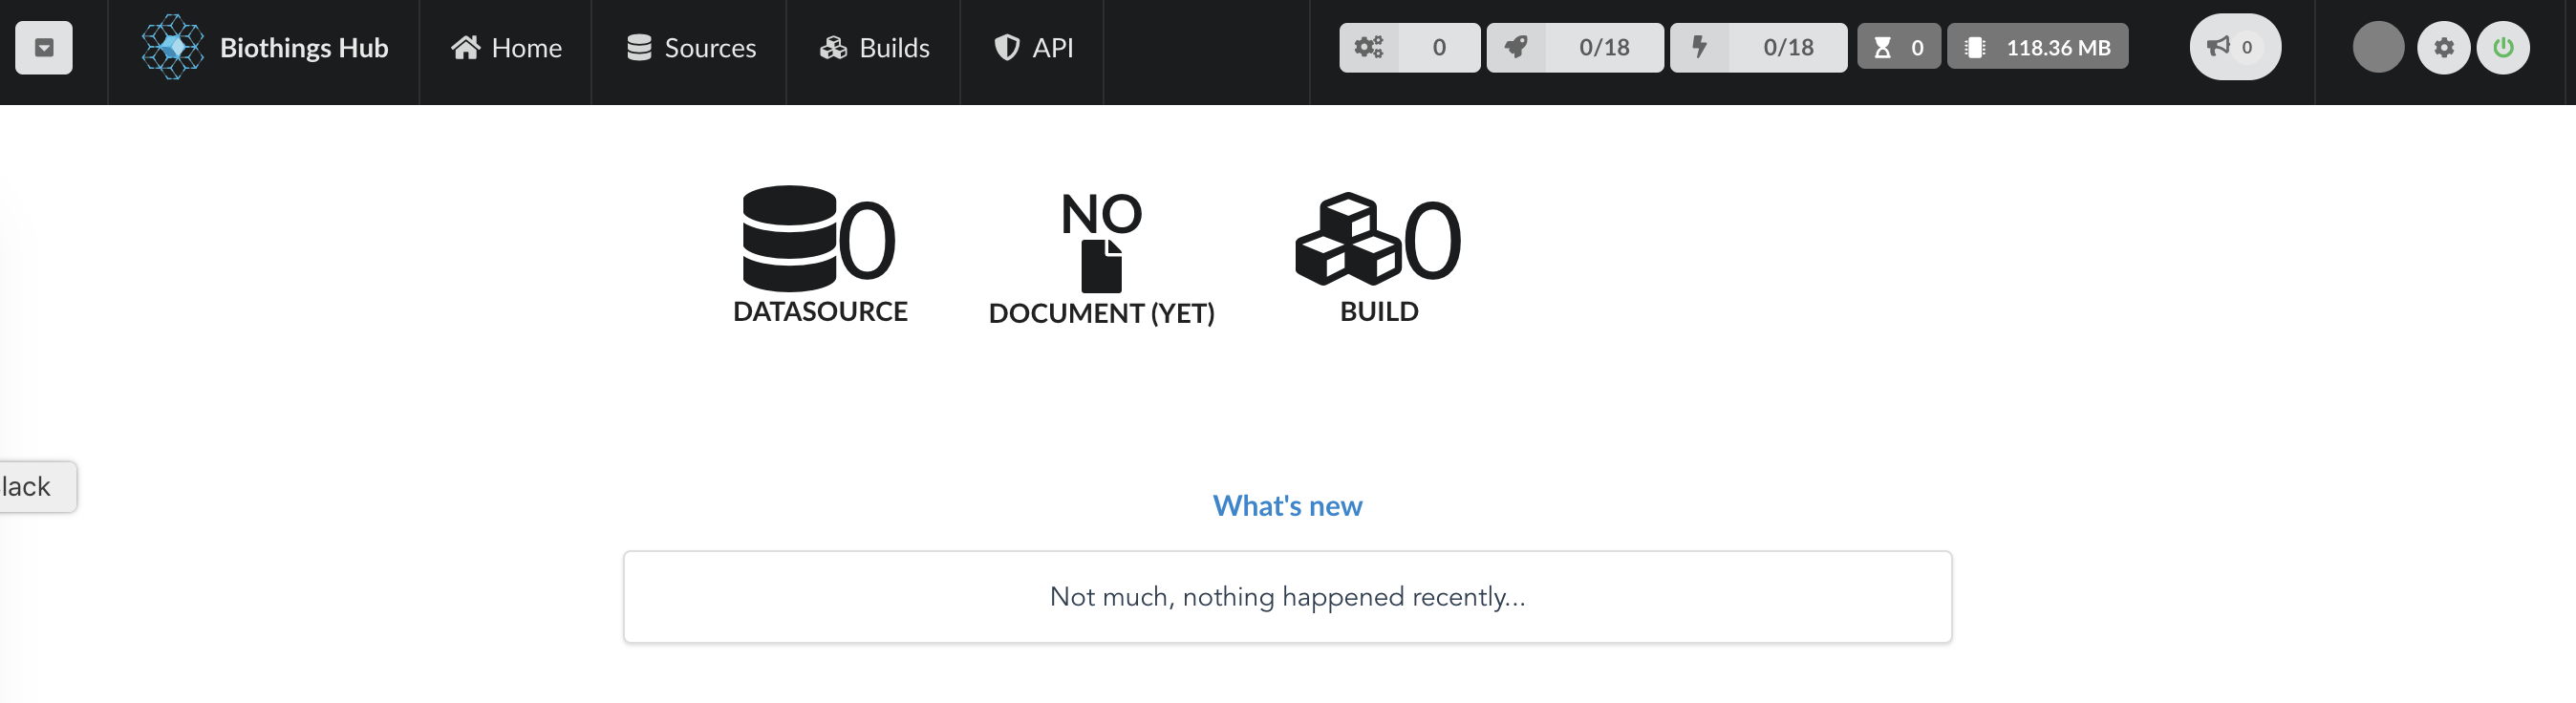 Biothings Hub Home Sources Builds API 0 0/18 0/18 0 118.36 MB 0
0 NO 0
DATASOURCE DOCUMENT (YET) BUILD
lack
What's new
Not much, nothing happened recently...